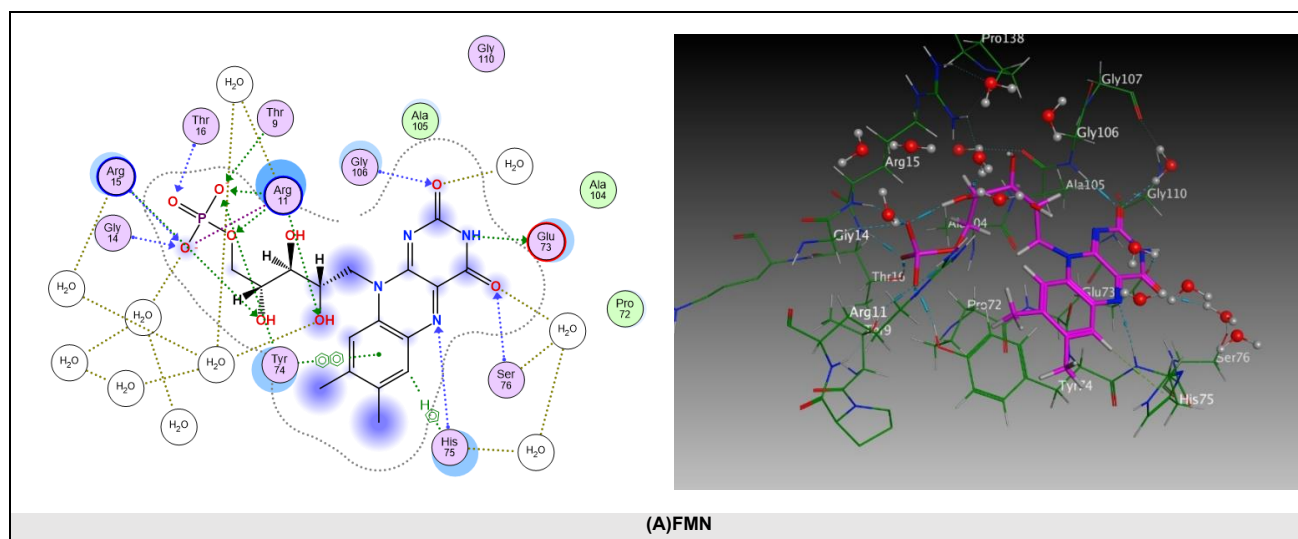 Gly
110
H₂O
Thr
9
Thr
16
Ala
105
H₂O
Gly
106
Arg
15
Arg
11
Ala
104
O
O
O
P
O
O
OH
H
H
N
N
NH
O
Glu
73
Gly
14
H₂O
H
OH
OH
N
N
O
Pro
72
H₂O
H₂O
H₂O
H₂O
H₂O
H₂O
Tyr
74
H
Ser
76
His
75
H₂O
H₂O
Pro138
Gly107
Gly106
Arg15
Ala105
Gly110
Gly14
Thr16
Glu73
Pro72
Arg11
Ser76
Tyr74
His75
(A)FMN